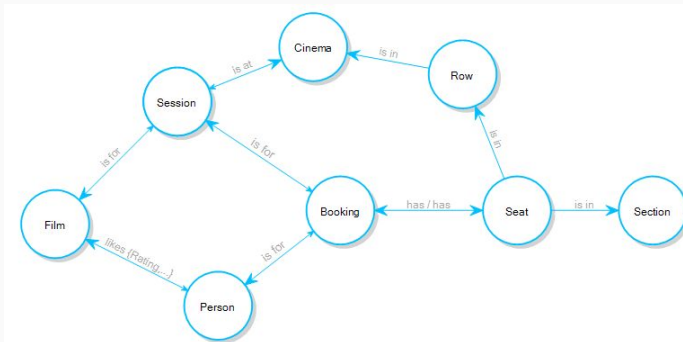 Cinema
is in
Row
is at
Session
is in
is for
is for
Film
Booking
has / has
Seat
is in
Section
likes {Rating,..}
is for
Person